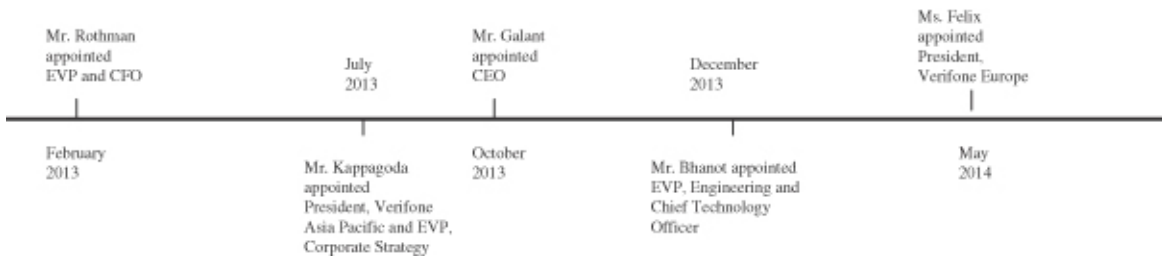 Mr. Rothman
appointed
EVP and CFO
February
2013
July
2013
Mr. Kappagoda
appointed
President, Verifone
Asia Pacific and EVP,
Corporate Strategy
Mr. Galant
appointed
CEO
October
2013
December
2013
Mr. Bhanot appointed
EVP, Engineering and
Chief Technology
Officer
Ms. Felix
appointed
President,
Verifone Europe
May
2014